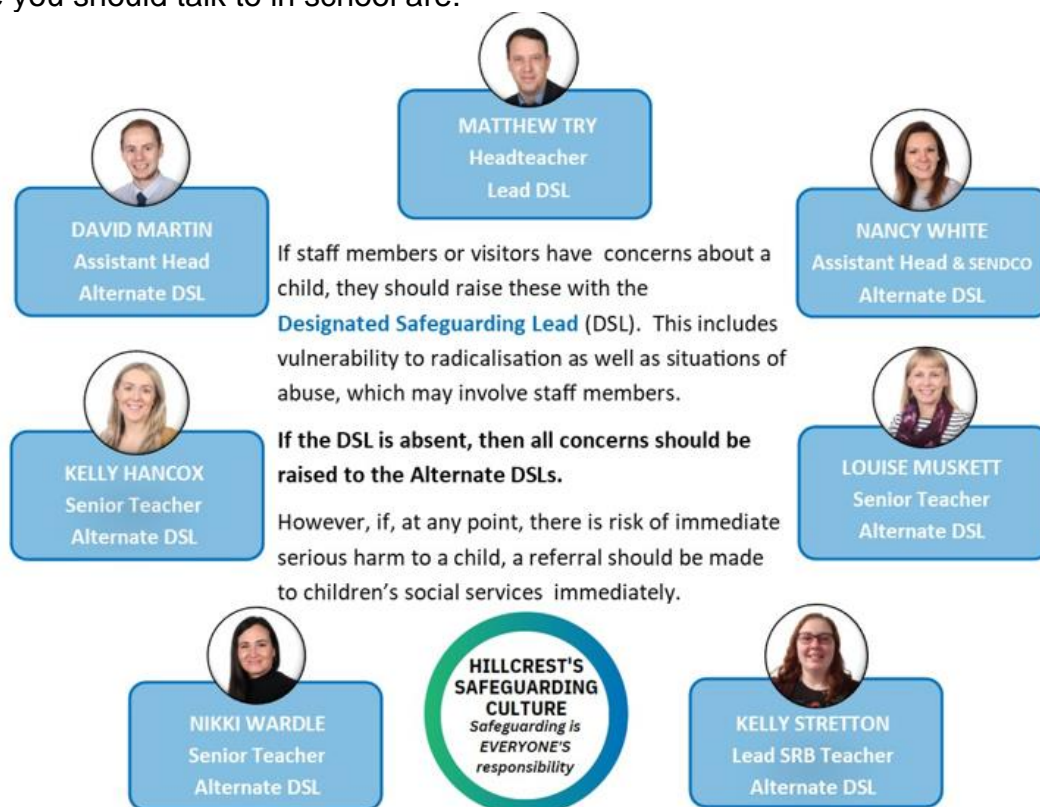 you should talk to in school are:
MATTHEW TRY
Headteacher
Lead DSL
DAVID MARTIN
Assistant Head
Alternate DSL
NANCY WHITE
Assistant Head & SENDCO
Alternate DSL
If staff members or visitors have concerns about a
child, they should raise these with the
Designated Safeguarding Lead (DSL). This includes
vulnerability to radicalisation as well as situations of
abuse, which may involve staff members.
If the DSL is absent, then all concerns should be
raised to the Alternate DSLs.
However, if, at any point, there is risk of immediate
serious harm to a child, a referral should be made
to children’s social services immediately.
KELLY HANCOX
Senior Teacher
Alternate DSL
LOUISE MUSKETT
Senior Teacher
Alternate DSL
NIKKI WARDLE
Senior Teacher
Alternate DSL
HILLCREST'S
SAFEGUARDING
CULTURE
Safeguarding is
EVERYONE'S
responsibility
KELLY STRETTON
Lead SRB Teacher
Alternate DSL